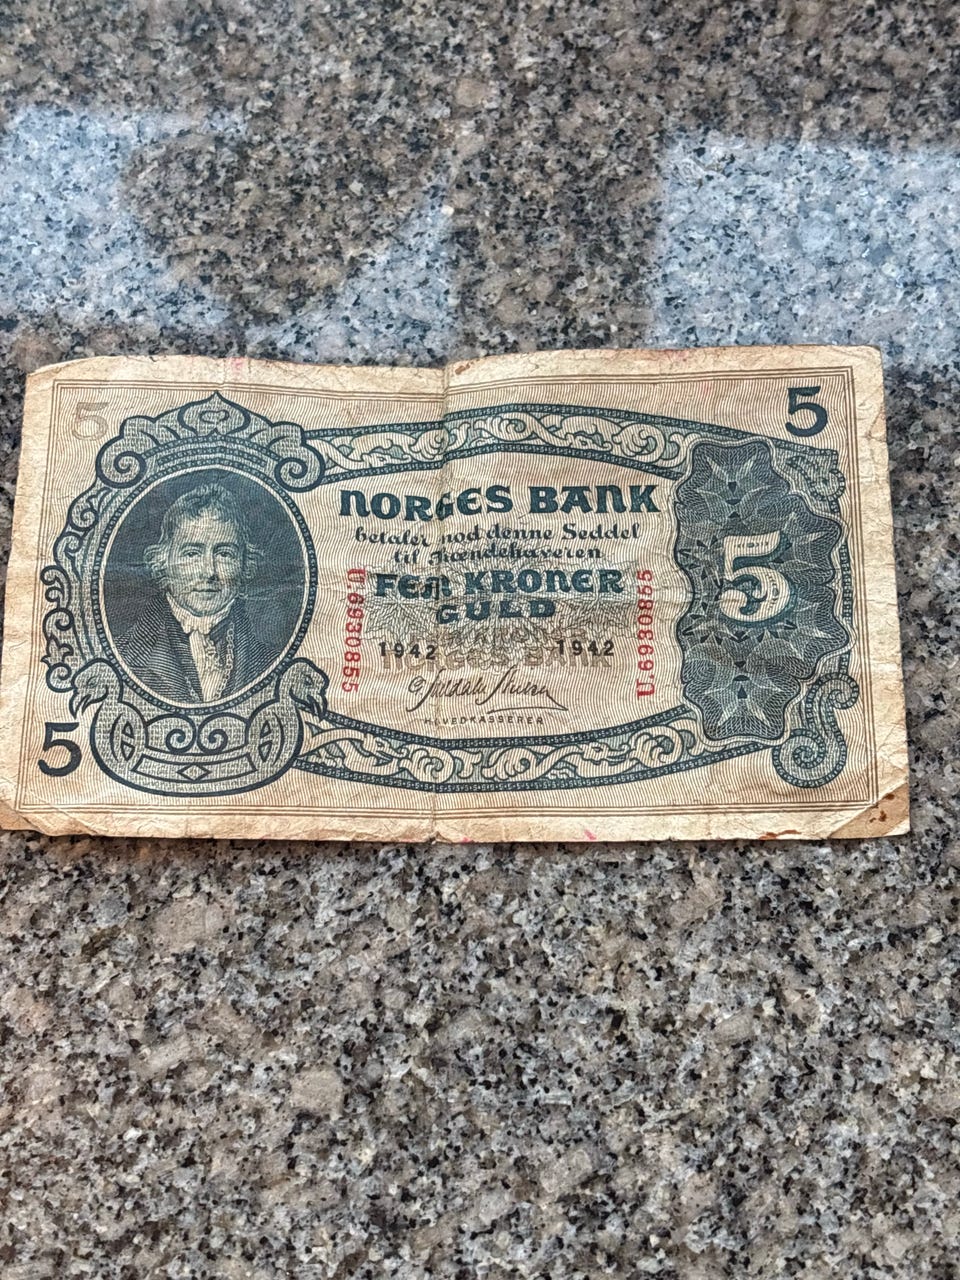 5
5
NORGES BANK
betaler mod denne Seddel
til Ihændehaveren
FEM KRONER
GULD
5
U.6930855
U.6930855
1942
1942
NORGES BANK
HOVEDKASSERER
5